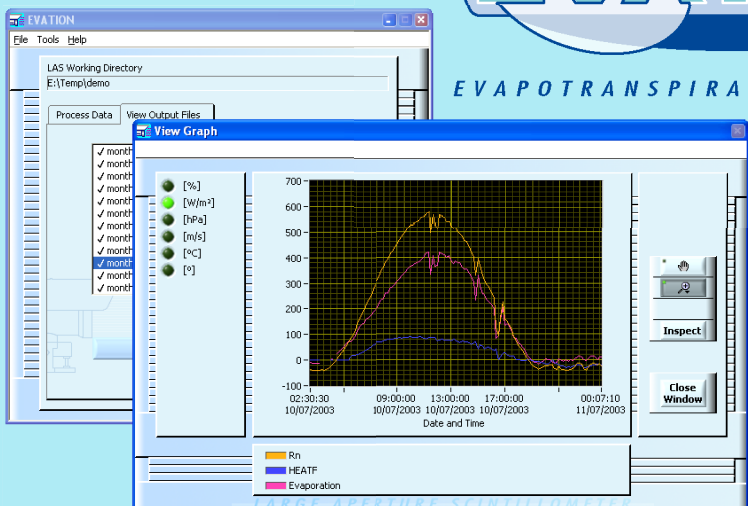 EVATION
File Tools Help
LAS Working Directory
E:\Temp\demo
Process Data View Output Files
✓ month
✓ month
✓ month
✓ month
✓ month
✓ month
✓ month
✓ month
✓ month
✓ month
✓ month
✓ month
EVAPOTRANSPIRA
View Graph
[%]
[W/m²]
[hPa]
[m/s]
[ºC]
[º]
700
600
500
400
300
200
100
0
-100
02:30:30 09:00:00 13:00:00 17:00:00 00:07:10
10/07/2003 10/07/2003 10/07/2003 10/07/2003 11/07/2003
Date and Time
Inspect
Close
Window
Rn
HEATF
Evaporation
LARGE APERTURE SCINTILLOMETER